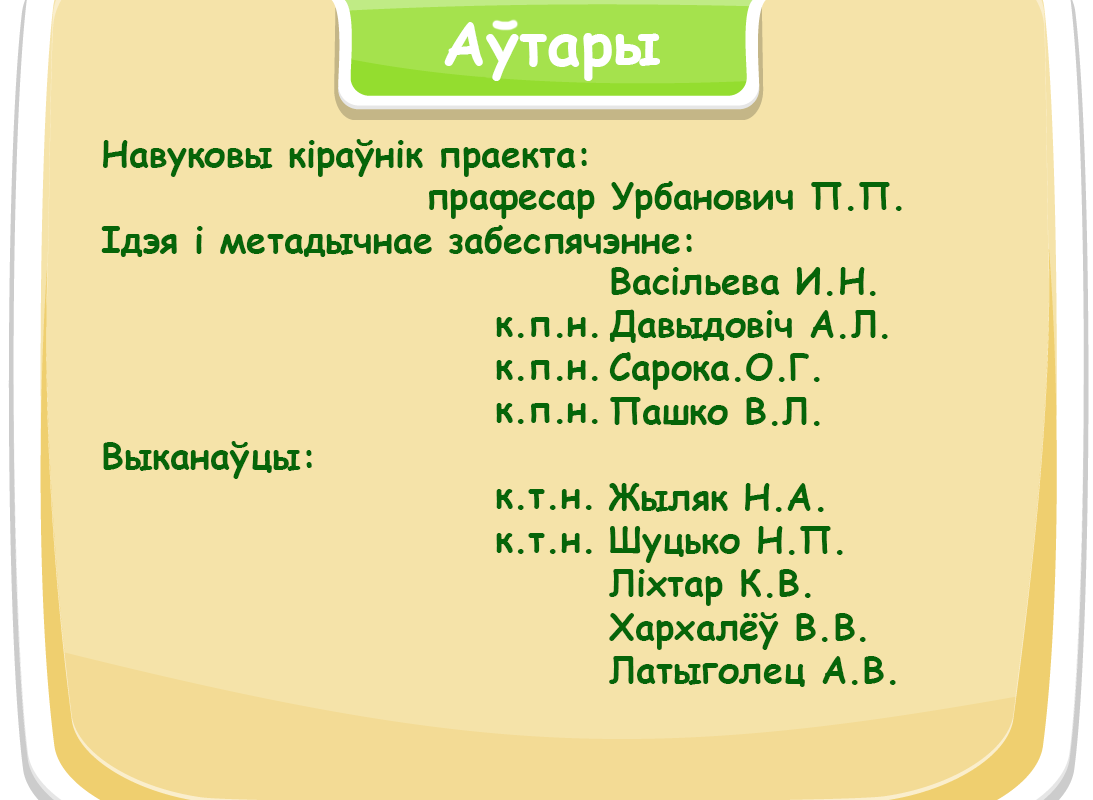 Аўтары
Навуковы кіраўнік праекта:
прафесар Урбанович П.П.
Ідэя і метадычнае забеспячэнне:
Васільева И.Н.
к.п.н. Давыдовіч А.Л.
к.п.н. Сарока.О.Г.
к.п.н. Пашко В.Л.
Выканаўцы:
к.т.н. Жыляк Н.А.
к.т.н. Шуцько Н.П.
Ліхтар К.В.
Хархалёў В.В.
Латыголец А.В.